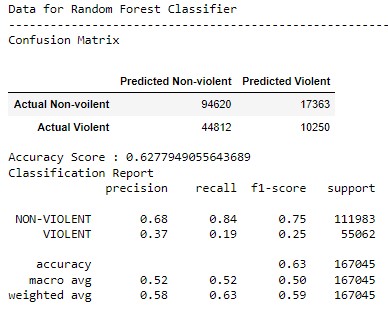 Data for Random Forest Classifier
--------------------------------------------------------
Confusion Matrix
Predicted Non-violent Predicted Violent
Actual Non-voilent 94620 17363
Actual Violent 44812 10250
Accuracy Score : 0.6277949055643689
Classification Report
precision recall f1-score support
NON-VIOLENT 0.68 0.84 0.75 111983
VIOLENT 0.37 0.19 0.25 55062
accuracy 0.63 167045
macro avg 0.52 0.52 0.50 167045
weighted avg 0.58 0.63 0.59 167045